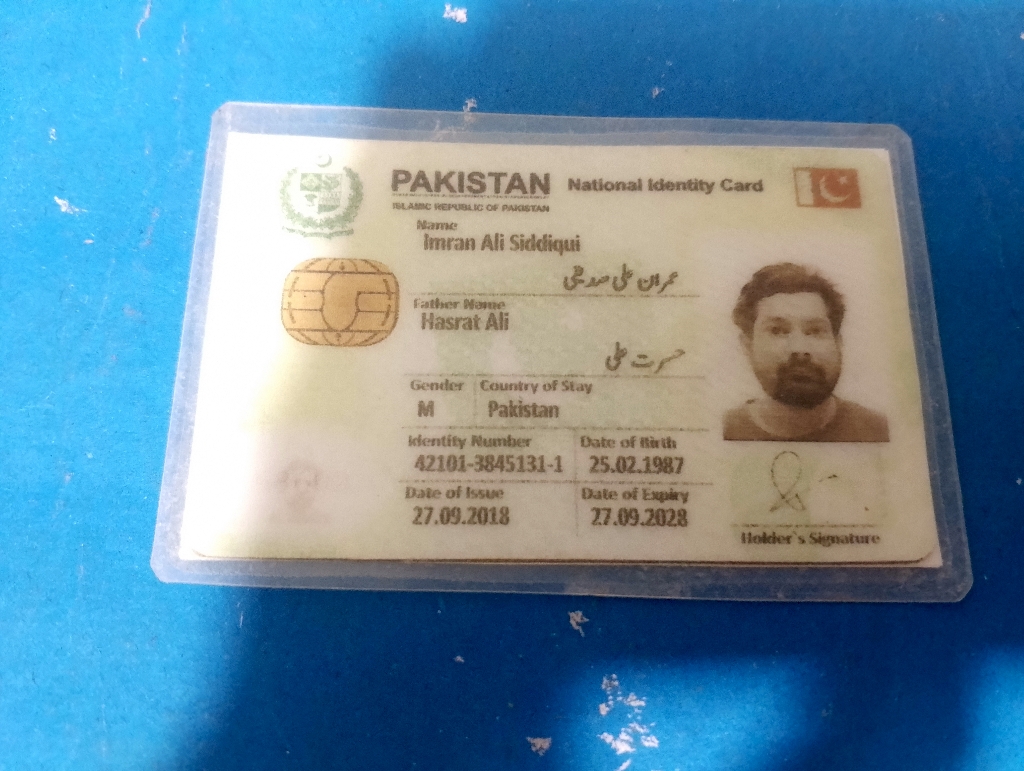 PAKISTAN National Identity Card
ISLAMIC REPUBLIC OF PAKISTAN
Name
Imran Ali Siddiqui
عمران علی صدیقی
Father Name
Hasrat Ali
حسرت علی
Gender Country of Stay
M Pakistan
Identity Number Date of Birth
42101-3845131-1 25.02.1987
Date of Issue Date of Expiry
27.09.2018 27.09.2028
Holder`s Signature